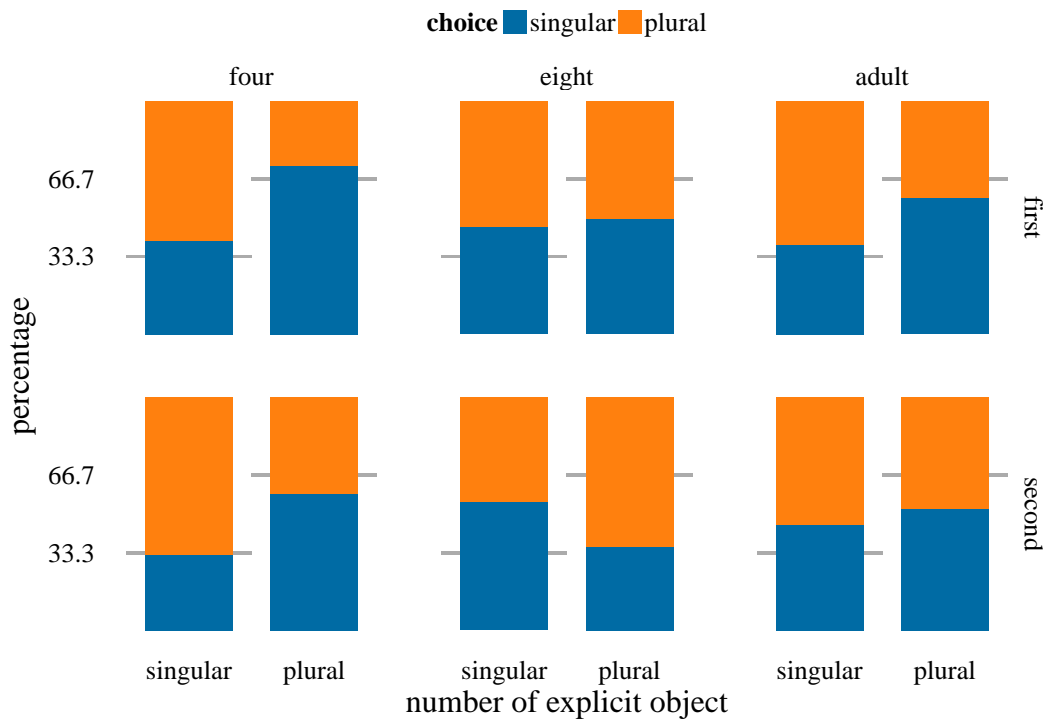 choice singular plural
four eight adult
66.7
33.3
first
percentage
66.7
33.3
second
singular plural singular plural singular plural
number of explicit object